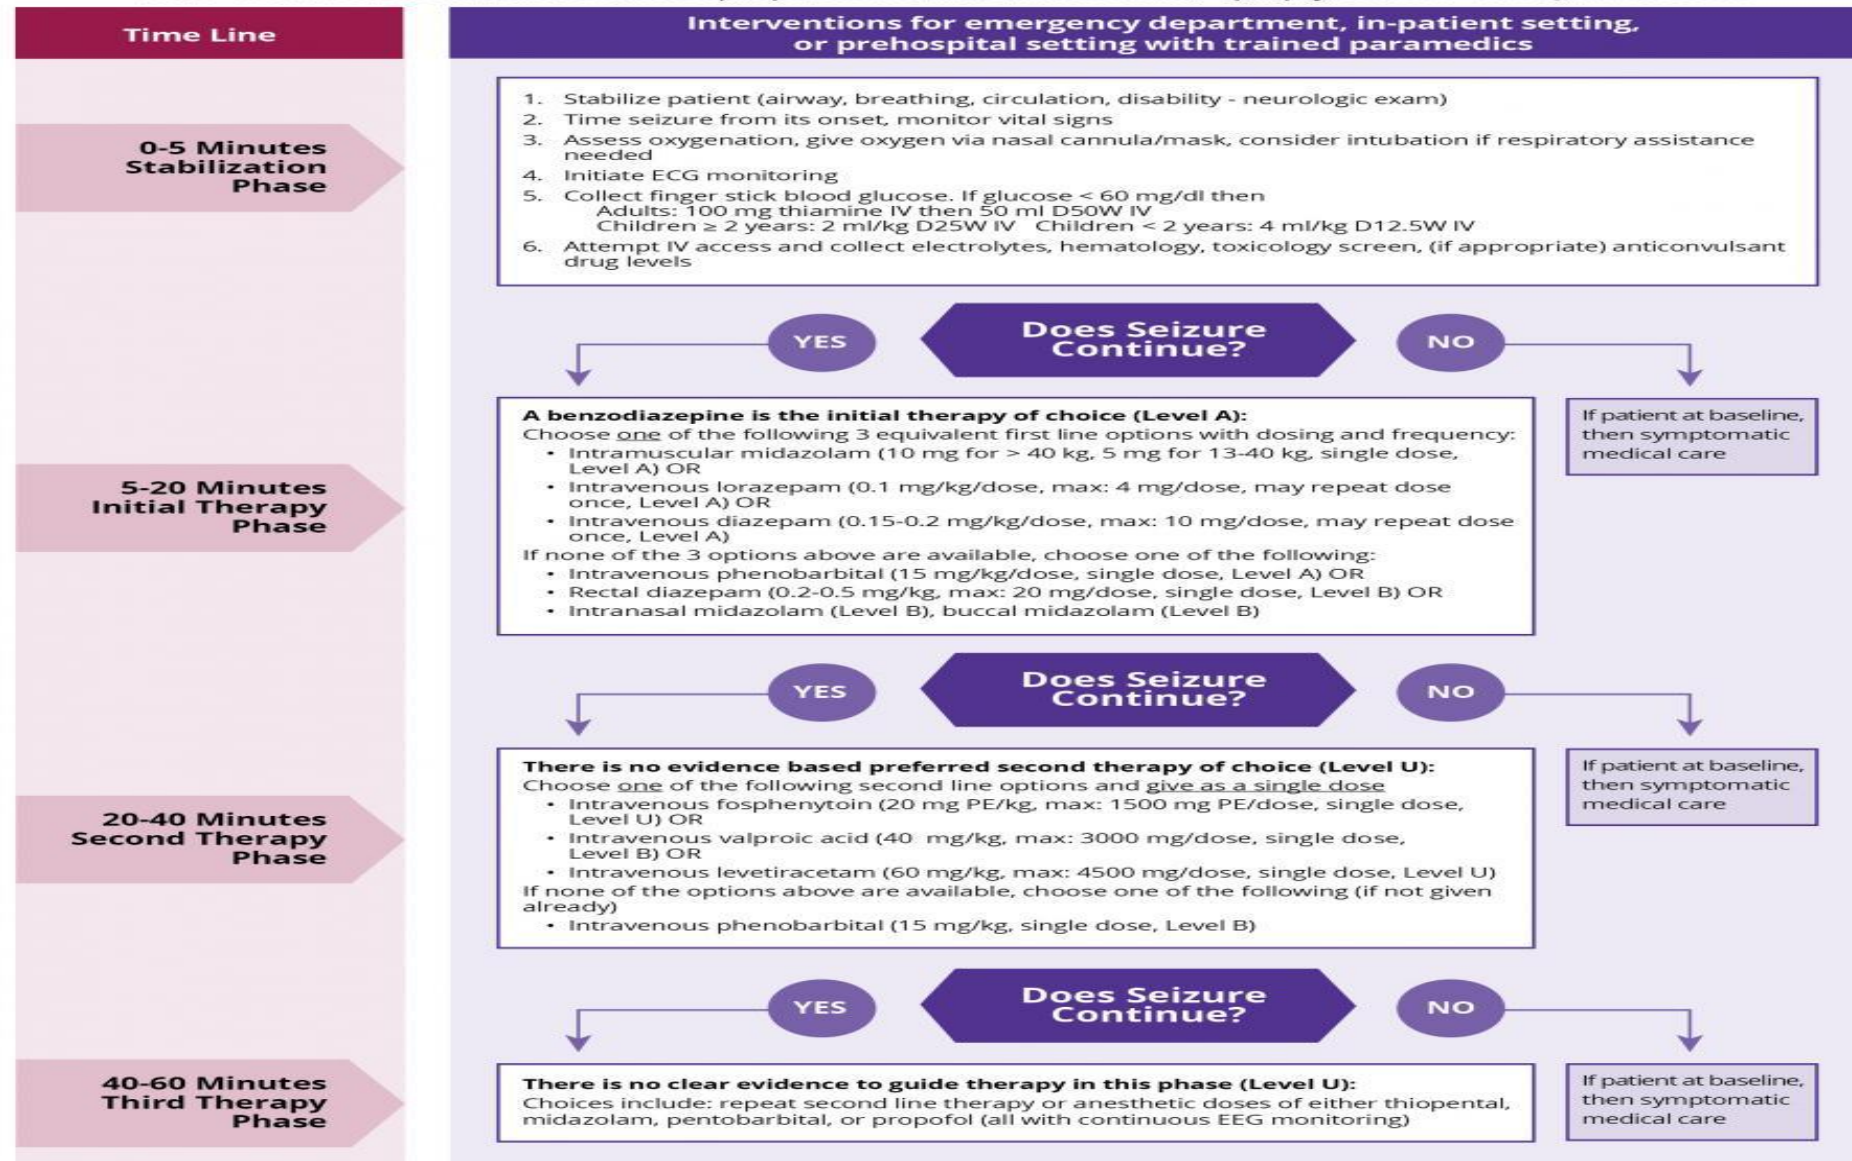 Time Line
Interventions for emergency department, in-patient setting,
or prehospital setting with trained paramedics
0-5 Minutes
Stabilization
Phase
1. Stabilize patient (airway, breathing, circulation, disability - neurologic exam)
2. Time seizure from its onset, monitor vital signs
3. Assess oxygenation, give oxygen via nasal cannula/mask, consider intubation if respiratory assistance
needed
4. Initiate ECG monitoring
5. Collect finger stick blood glucose. If glucose < 60 mg/dl then
Adults: 100 mg thiamine IV then 50 ml D50W IV
Children ≥ 2 years: 2 ml/kg D25W IV Children < 2 years: 4 ml/kg D12.5W IV
6. Attempt IV access and collect electrolytes, hematology, toxicology screen, (if appropriate) anticonvulsant
drug levels
YES
Does Seizure
Continue?
NO
5-20 Minutes
Initial Therapy
Phase
A benzodiazepine is the initial therapy of choice (Level A):
Choose one of the following 3 equivalent first line options with dosing and frequency:
• Intramuscular midazolam (10 mg for > 40 kg, 5 mg for 13-40 kg, single dose,
Level A) OR
• Intravenous lorazepam (0.1 mg/kg/dose, max: 4 mg/dose, may repeat dose
once, Level A) OR
• Intravenous diazepam (0.15-0.2 mg/kg/dose, max: 10 mg/dose, may repeat dose
once, Level A)
If none of the 3 options above are available, choose one of the following:
• Intravenous phenobarbital (15 mg/kg/dose, single dose, Level A) OR
• Rectal diazepam (0.2-0.5 mg/kg, max: 20 mg/dose, single dose, Level B) OR
• Intranasal midazolam (Level B), buccal midazolam (Level B)
If patient at baseline,
then symptomatic
medical care
YES
Does Seizure
Continue?
NO
20-40 Minutes
Second Therapy
Phase
There is no evidence based preferred second therapy of choice (Level U):
Choose one of the following second line options and give as a single dose
• Intravenous fosphenytoin (20 mg PE/kg, max: 1500 mg PE/dose, single dose,
Level U) OR
• Intravenous valproic acid (40 mg/kg, max: 3000 mg/dose, single dose,
Level B) OR
• Intravenous levetiracetam (60 mg/kg, max: 4500 mg/dose, single dose, Level U)
If none of the options above are available, choose one of the following (if not given
already)
• Intravenous phenobarbital (15 mg/kg, single dose, Level B)
If patient at baseline,
then symptomatic
medical care
YES
Does Seizure
Continue?
NO
40-60 Minutes
Third Therapy
Phase
There is no clear evidence to guide therapy in this phase (Level U):
Choices include: repeat second line therapy or anesthetic doses of either thiopental,
midazolam, pentobarbital, or propofol (all with continuous EEG monitoring)
If patient at baseline,
then symptomatic
medical care